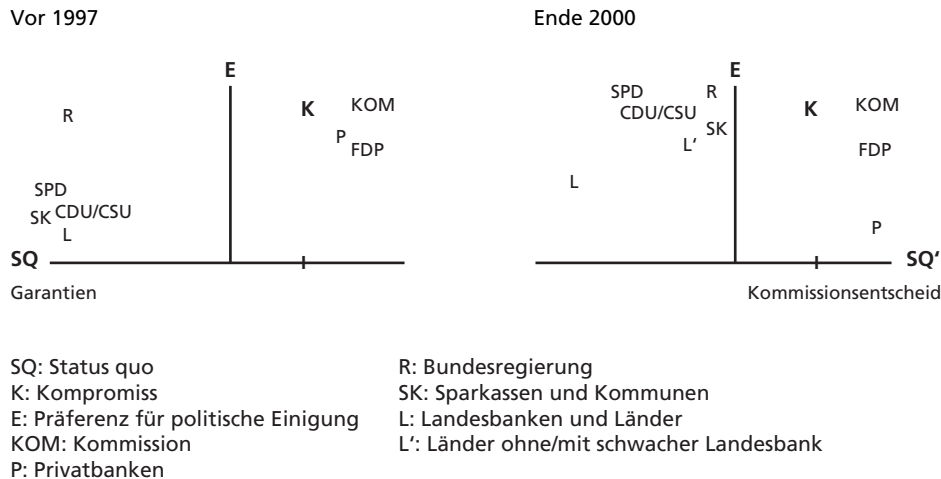 Vor 1997
Ende 2000
E
R
K
KOM
P
FDP
SPD
SK CDU/CSU
L
SQ
Garantien
E
SPD
R
CDU/CSU
K
KOM
SK
L‘
FDP
L
P
SQ‘
Kommissionsentscheid
SQ: Status quo
K: Kompromiss
E: Präferenz für politische Einigung
KOM: Kommission
P: Privatbanken
R: Bundesregierung
SK: Sparkassen und Kommunen
L: Landesbanken und Länder
L‘: Länder ohne/mit schwacher Landesbank